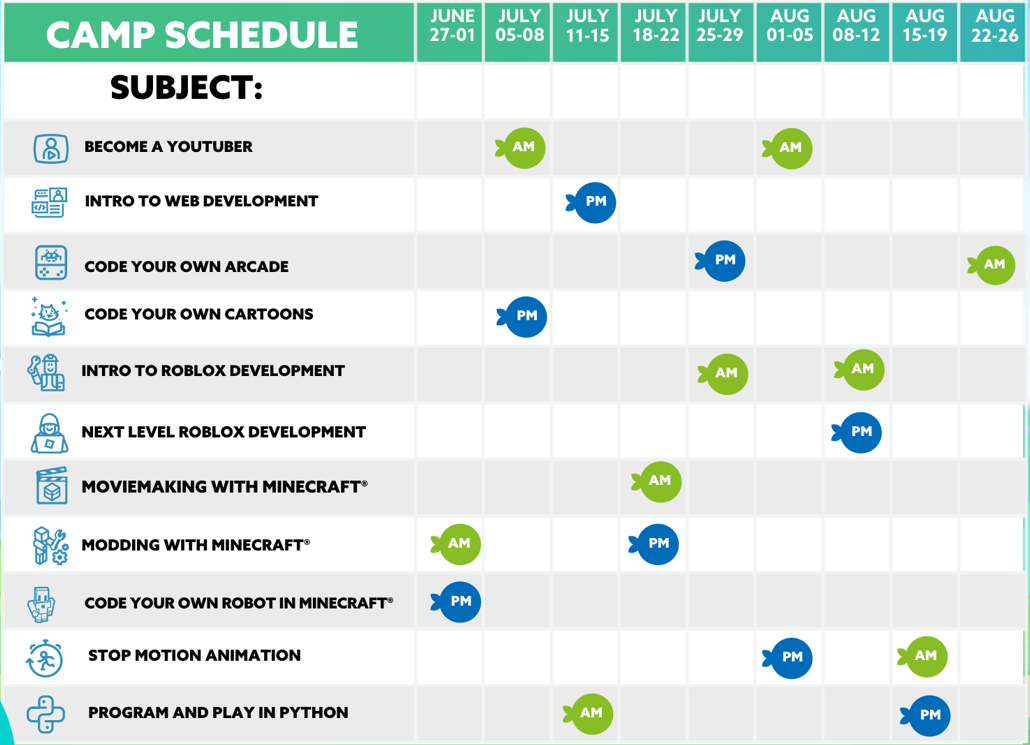 CAMP SCHEDULE
JUNE 27-01
JULY 05-08
JULY 11-15
JULY 18-22
JULY 25-29
AUG 01-05
AUG 08-12
AUG 15-19
AUG 22-26
SUBJECT:
BECOME A YOUTUBER AM AM
INTRO TO WEB DEVELOPMENT PM
CODE YOUR OWN ARCADE PM AM
CODE YOUR OWN CARTOONS PM
INTRO TO ROBLOX DEVELOPMENT AM AM
NEXT LEVEL ROBLOX DEVELOPMENT PM
MOVIEMAKING WITH MINECRAFT® AM
MODDING WITH MINECRAFT® AM PM
CODE YOUR OWN ROBOT IN MINECRAFT® PM
STOP MOTION ANIMATION PM AM
PROGRAM AND PLAY IN PYTHON AM PM